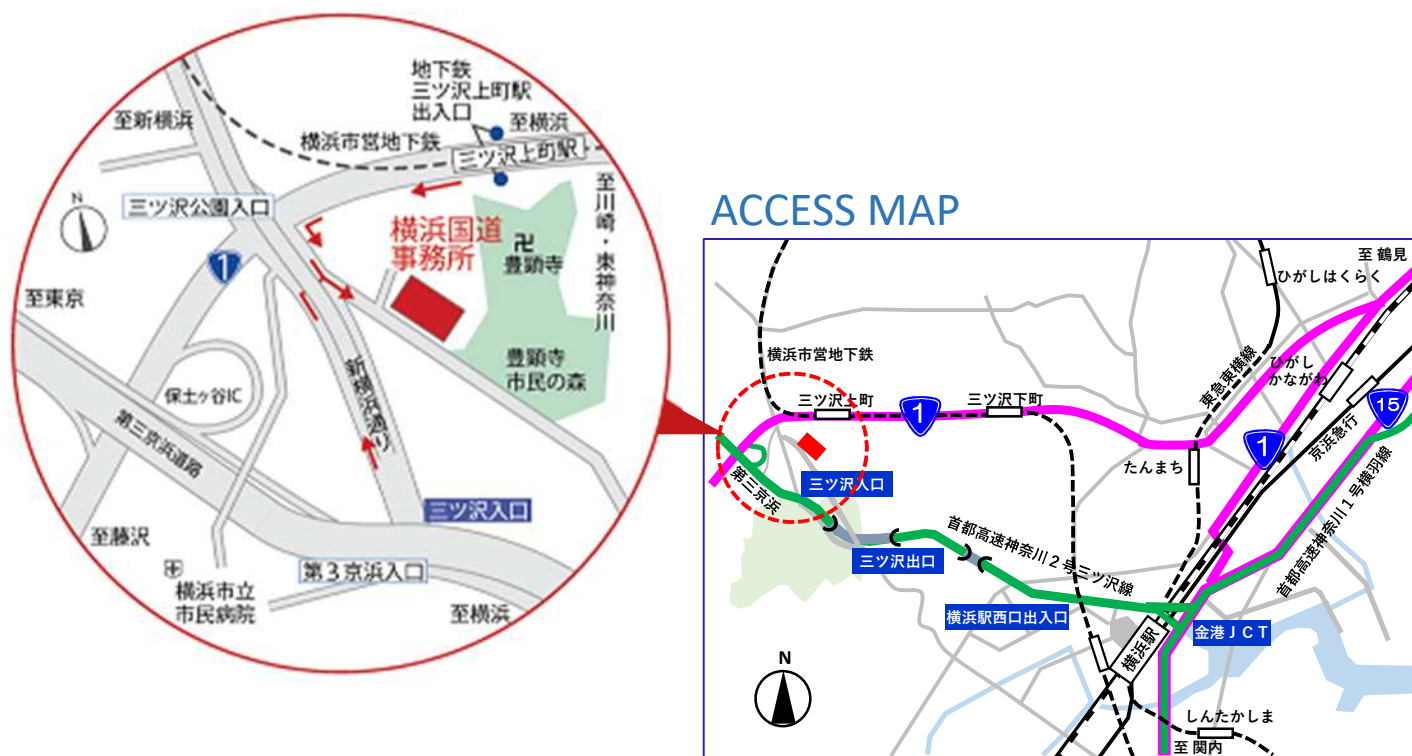 地下鉄
三ツ沢上町駅
出入口
至新横浜
至横浜
横浜市営地下鉄
三ツ沢上町駅
至川崎・東神奈川
N
三ツ沢公園入口
横浜国道
事務所
卍
豊顕寺
1
至東京
豊顕寺
市民の森
新横浜通り
保土ヶ谷IC
第三京浜道路
三ツ沢入口
至藤沢
第3京浜入口
横浜市立
市民病院
至横浜
ACCESS MAP
至 鶴見
ひがしはくらく
横浜市営地下鉄
東急東横線
ひがし
かながわ
三ツ沢上町
1
三ツ沢下町
15
1
京浜急行
たんまち
第三京浜
三ツ沢入口
首都高速神奈川1号横羽線
首都高速神奈川2号三ツ沢線
三ツ沢出口
横浜駅西口出入口
金港JCT
横浜駅
N
しんたかしま
至 関内